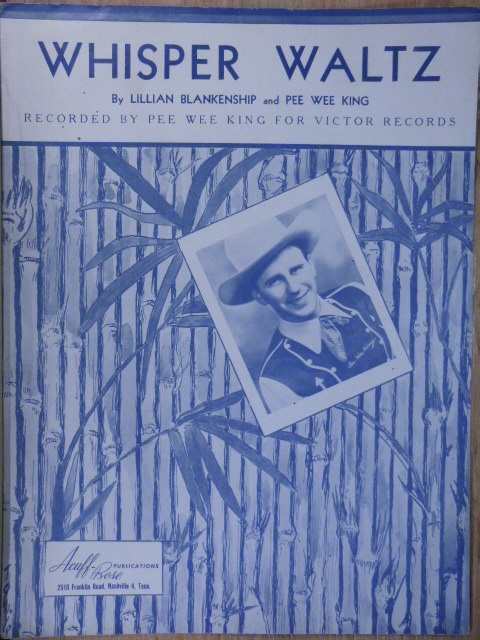 WHISPER WALTZ
By LILLIAN BLANKENSHIP and PEE WEE KING
RECORDED BY PEE WEE KING FOR VICTOR RECORDS
Acuff-Rose PUBLICATIONS
2510 Franklin Road, Nashville 4, Tenn.